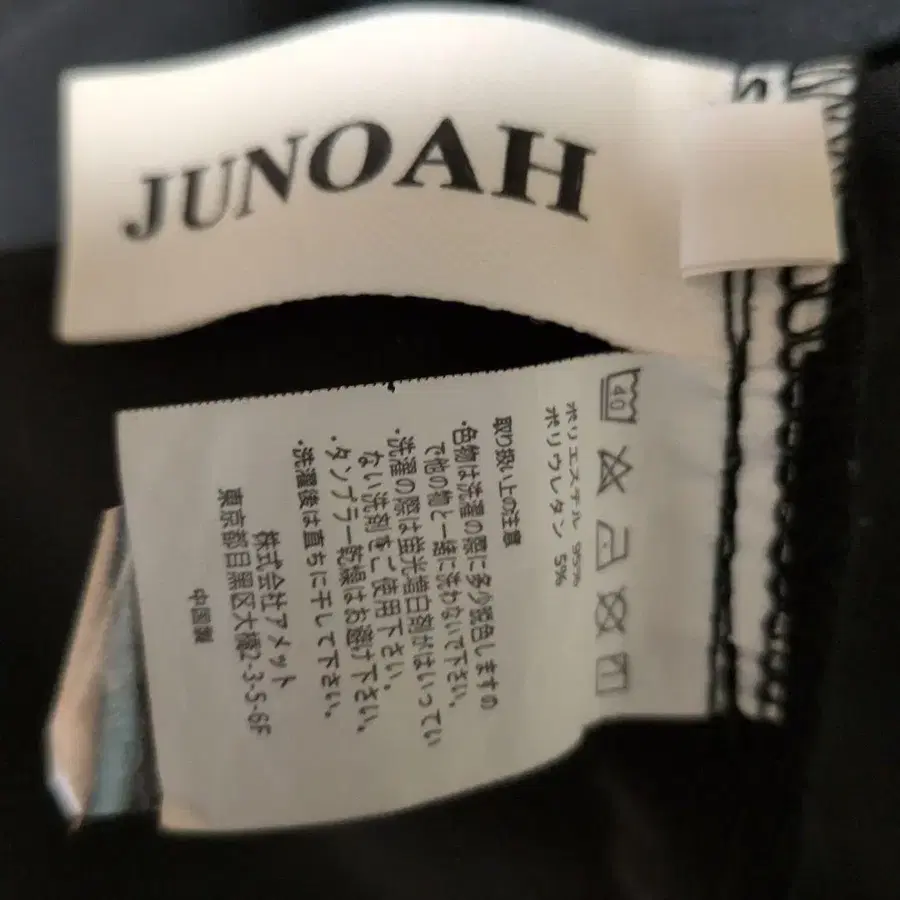 JUNOAH
40
ポリエステル 95%
ポリウレタン 5%
取り扱い上の注意
・色物は洗濯の際に多少脱色しますの
で他の物と一緒に洗わないで下さい。
・洗濯の際は蛍光増白剤がはいってい
ない洗剤をご使用下さい。
・タンブラー乾燥はお避け下さい。
・洗濯後は直ちに干して下さい。
株式会社アメット
東京都目黒区大橋2-3-5-6F
中国製